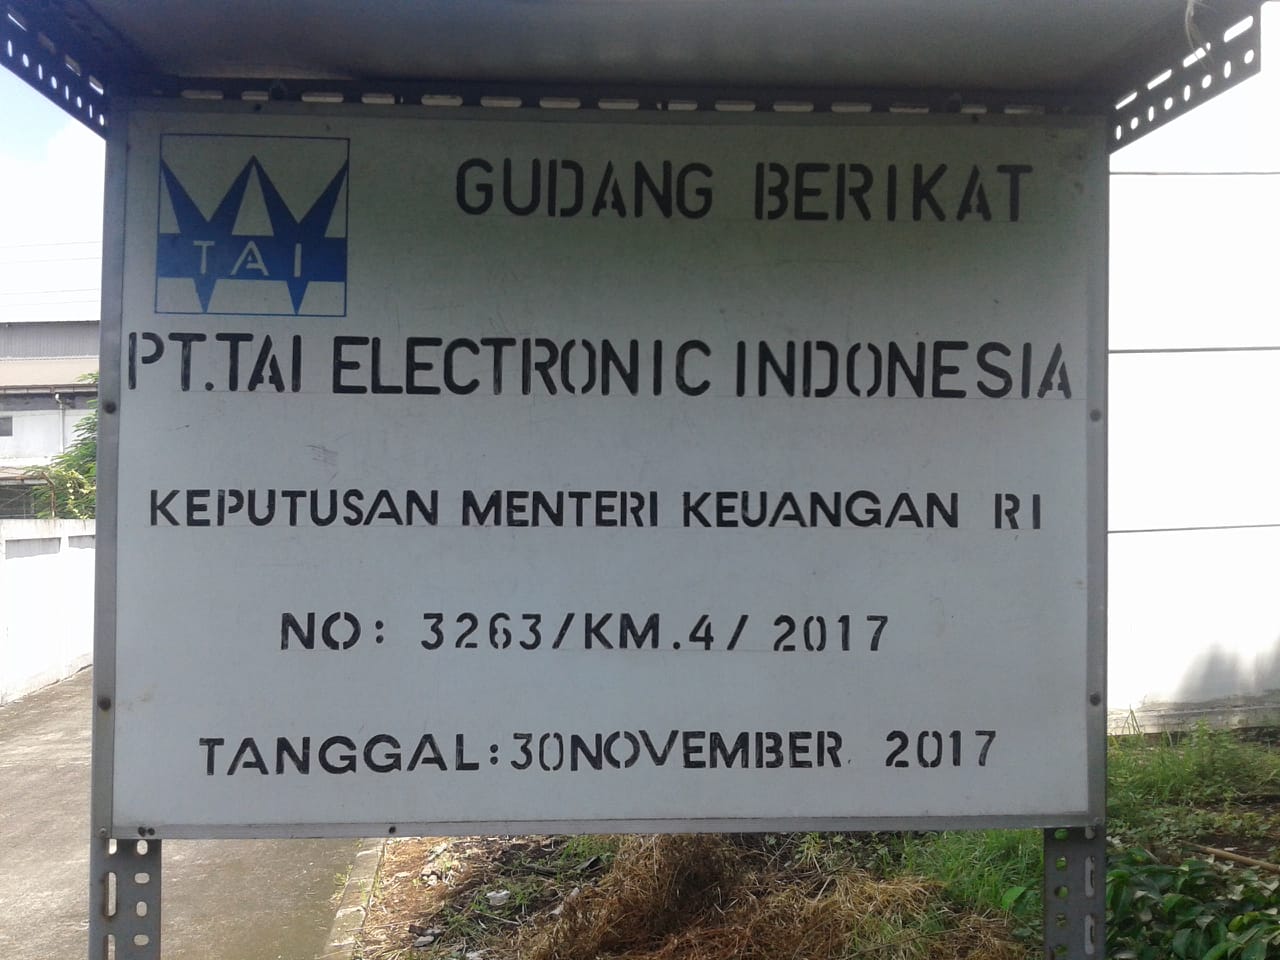 TAI
GUDANG BERIKAT
PT.TAI ELECTRONIC INDONESIA
KEPUTUSAN MENTERI KEUANGAN RI
NO: 3263/KM.4/ 2017
TANGGAL:30NOVEMBER 2017